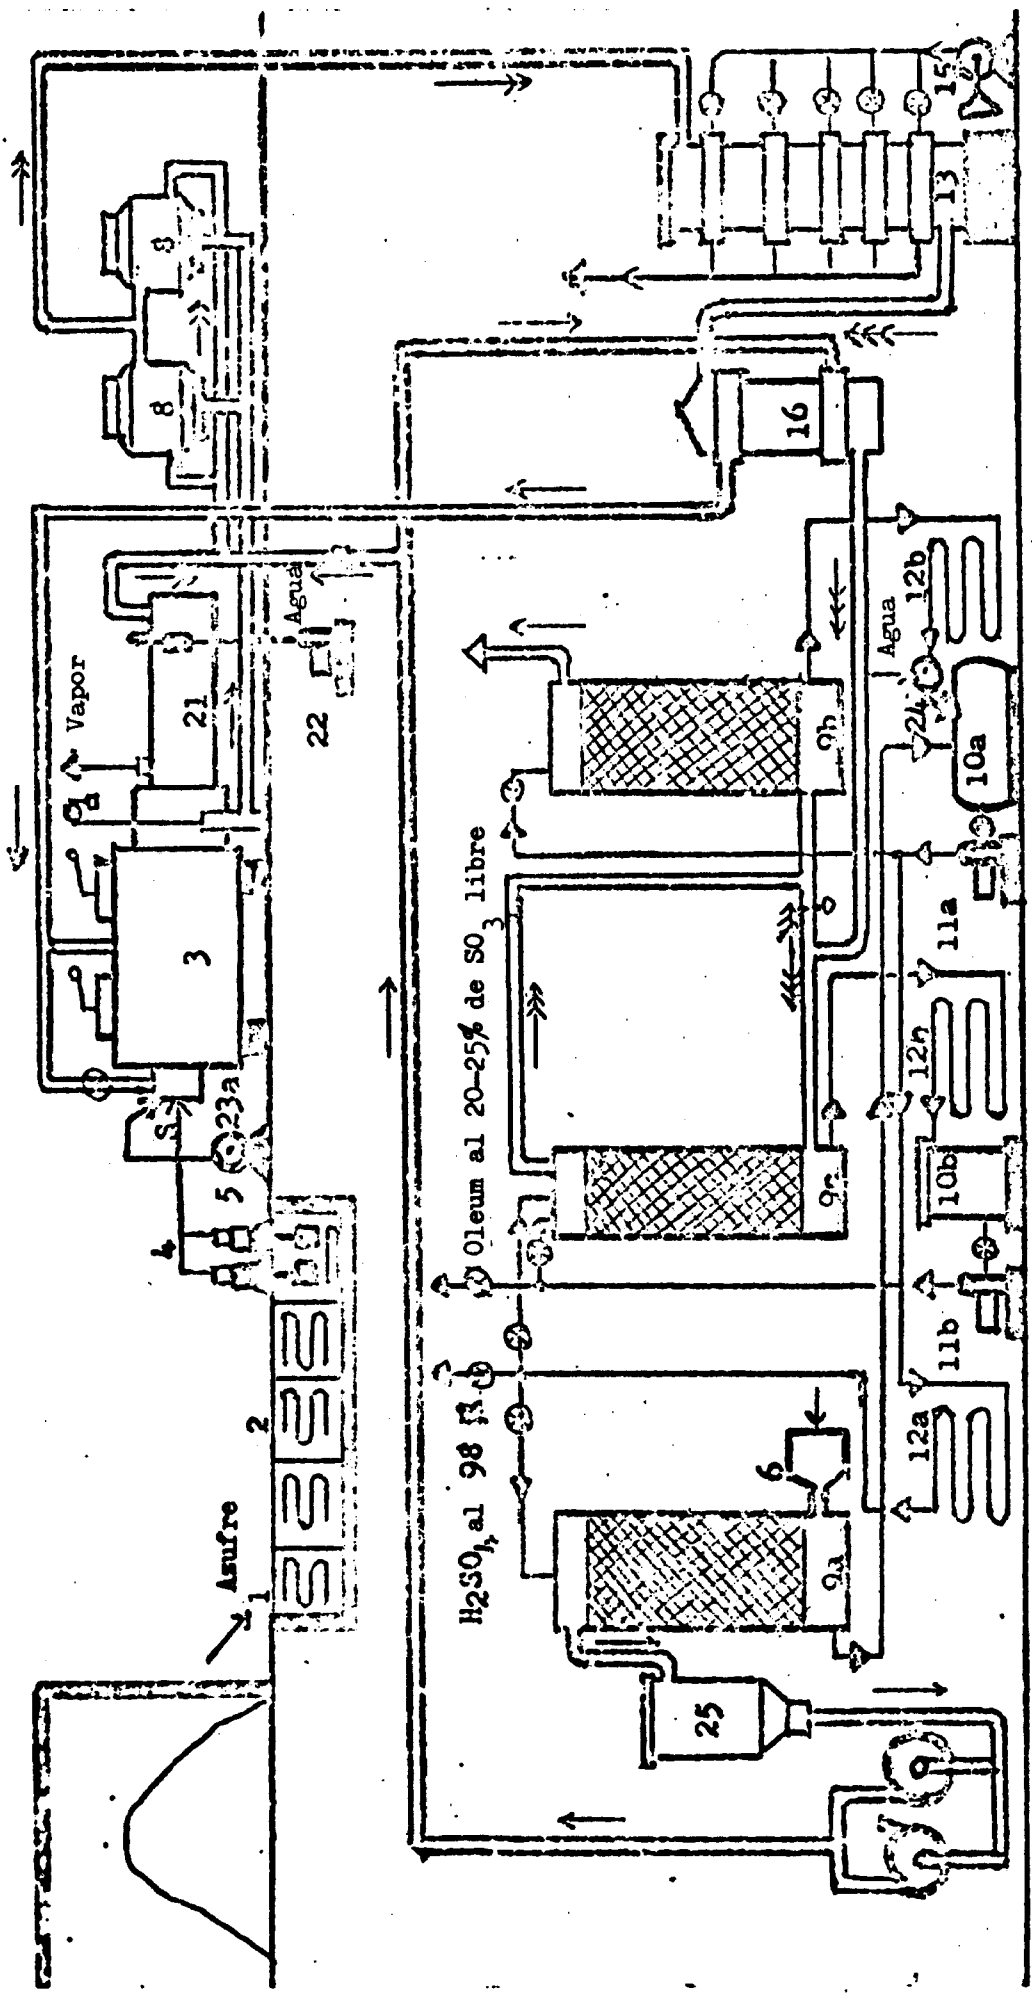 Vapor
d
4
S
8
8
3
21
Azufre
5
23a
1
2
Agua
22
H₂SO₄ al 98 %
Oleum al 20-25% de SO₃ libre
25
6
16
9a
9b
Agua
12a
12b
24
11b
10b
11a
10a
13
15